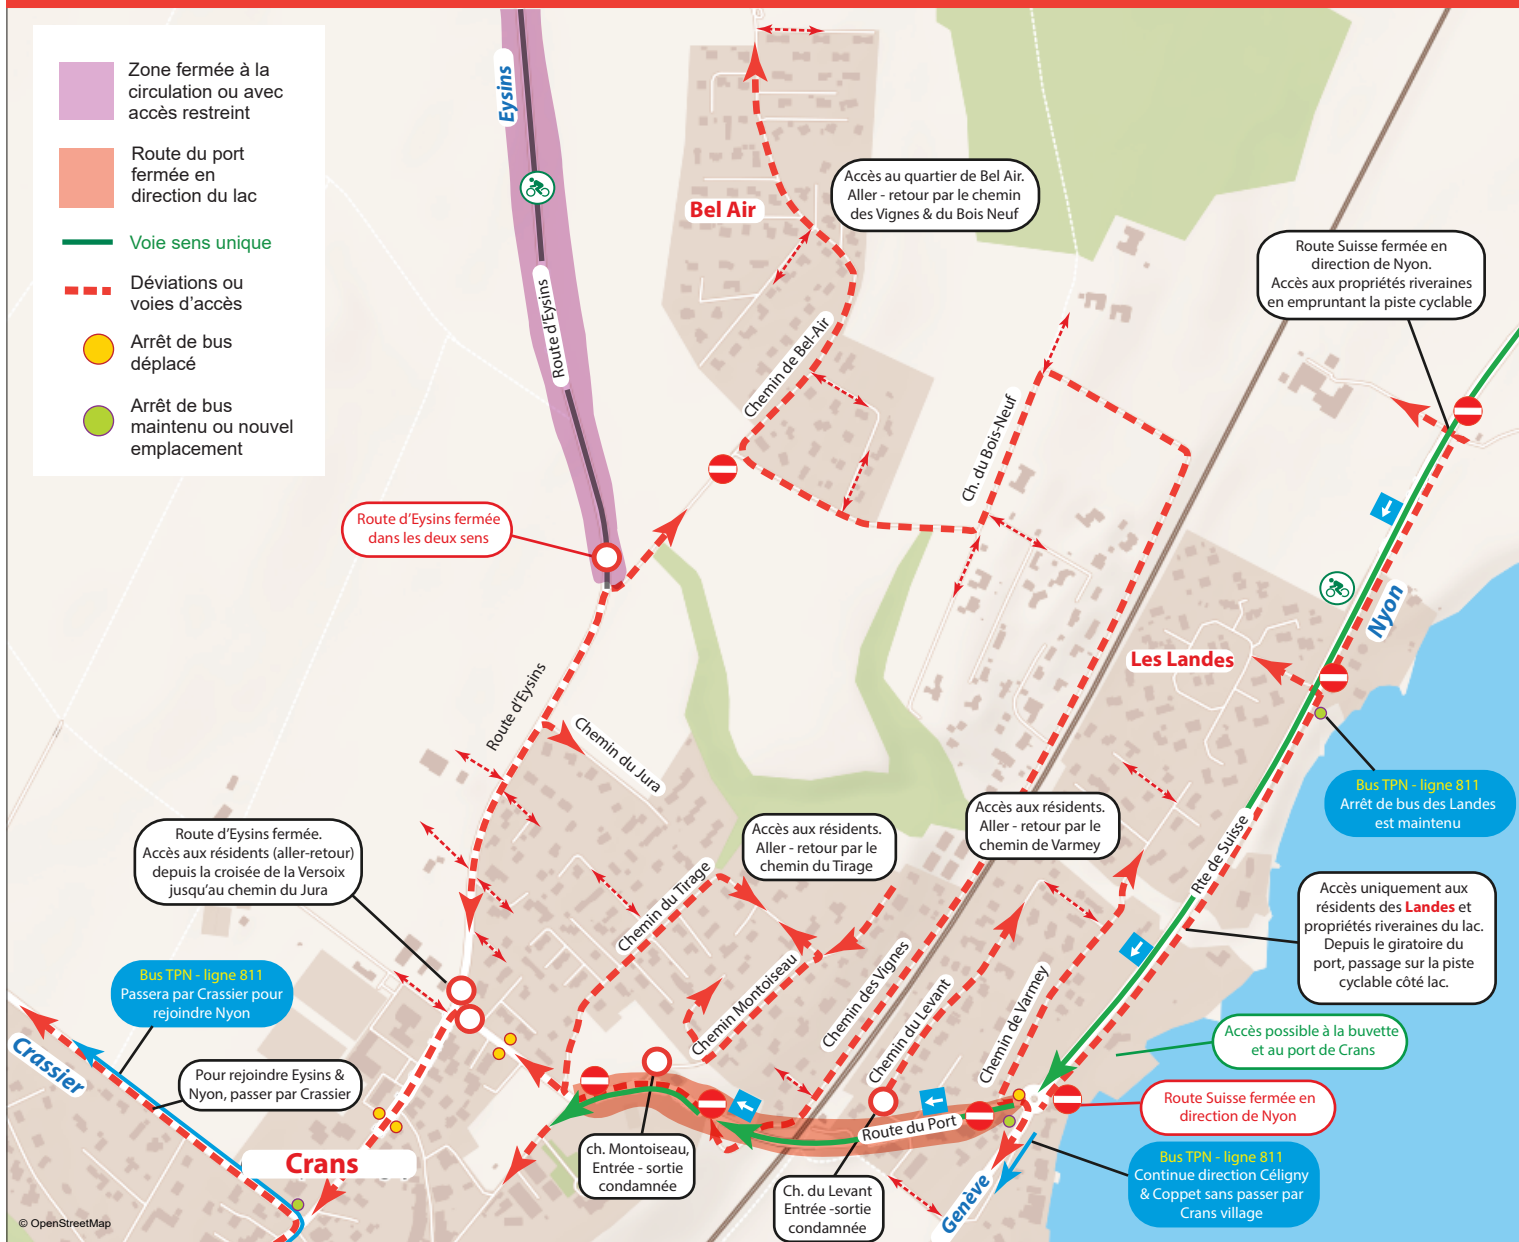 Zone fermée à la
circulation ou avec
accès restreint
Route du port
fermée en
direction du lac
Voie sens unique
Déviations ou
voies d'accès
Arrêt de bus
déplacé
Arrêt de bus
maintenu ou nouvel
emplacement
Eysins
Route d'Eysins
Bel Air
Accès au quartier de Bel Air.
Aller - retour par le chemin
des Vignes & du Bois Neuf
Route Suisse fermée en
direction de Nyon.
Accès aux propriétés riveraines
en empruntant la piste cyclable
Chemin de Bel-Air
Ch. du Bois-Neuf
Route d'Eysins fermée
dans les deux sens
Nyon
Les Landes
Route d'Eysins
Chemin du Jura
Bus TPN - ligne 811
Arrêt de bus des Landes
est maintenu
Route d'Eysins fermée.
Accès aux résidents (aller-retour)
depuis la croisée de la Versoix
jusqu'au chemin du Jura
Accès aux résidents.
Aller - retour par le
chemin du Tirage
Accès aux résidents.
Aller - retour par le
chemin de Varmey
Rte de Suisse
Chemin du Tirage
Accès uniquement aux
résidents des Landes et
propriétés riveraines du lac.
Depuis le giratoire du
port, passage sur la piste
cyclable côté lac.
Chemin Montoiseau
Chemin des Vignes
Chemin du Levant
Chemin de Varmey
Bus TPN - ligne 811
Passera par Crassier pour
rejoindre Nyon
Crassier
Pour rejoindre Eysins &
Nyon, passer par Crassier
Accès possible à la buvette
et au port de Crans
Route Suisse fermée en
direction de Nyon
Route du Port
Crans
ch. Montoiseau,
Entrée - sortie
condamnée
Ch. du Levant
Entrée -sortie
condamnée
Genève
Bus TPN - ligne 811
Continue direction Céligny
& Coppet sans passer par
Crans village
© OpenStreetMap